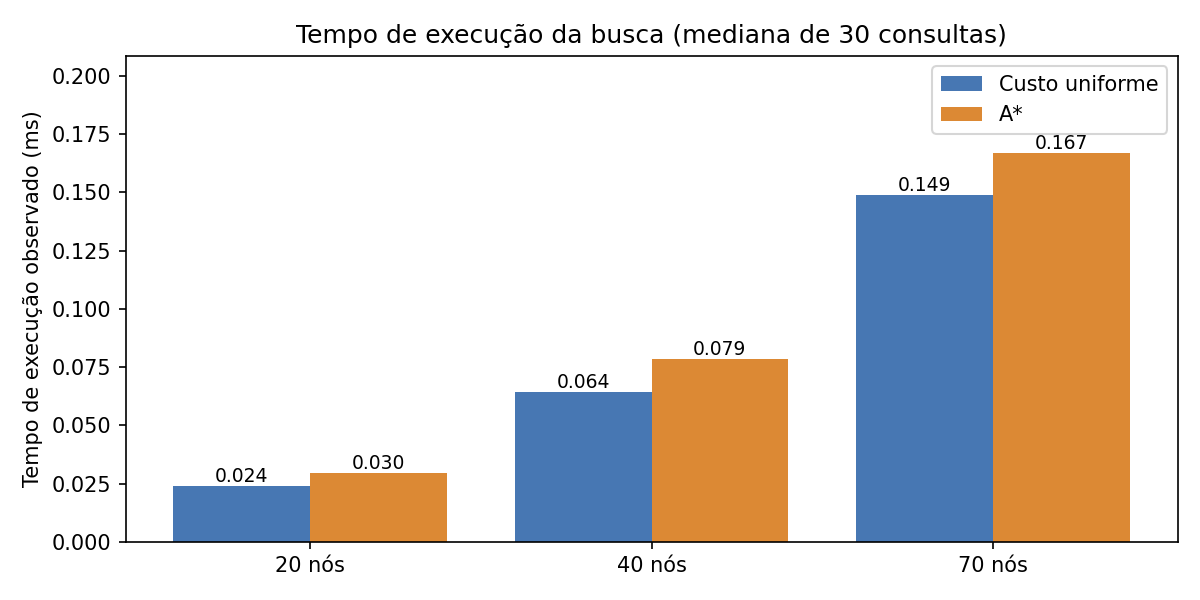 Tempo de execução da busca (mediana de 30 consultas)
Tempo de execução observado (ms)
0.200
0.175
0.150
0.125
0.100
0.075
0.050
0.025
0.000
Custo uniforme
A*
0.024
0.030
0.064
0.079
0.149
0.167
20 nós
40 nós
70 nós